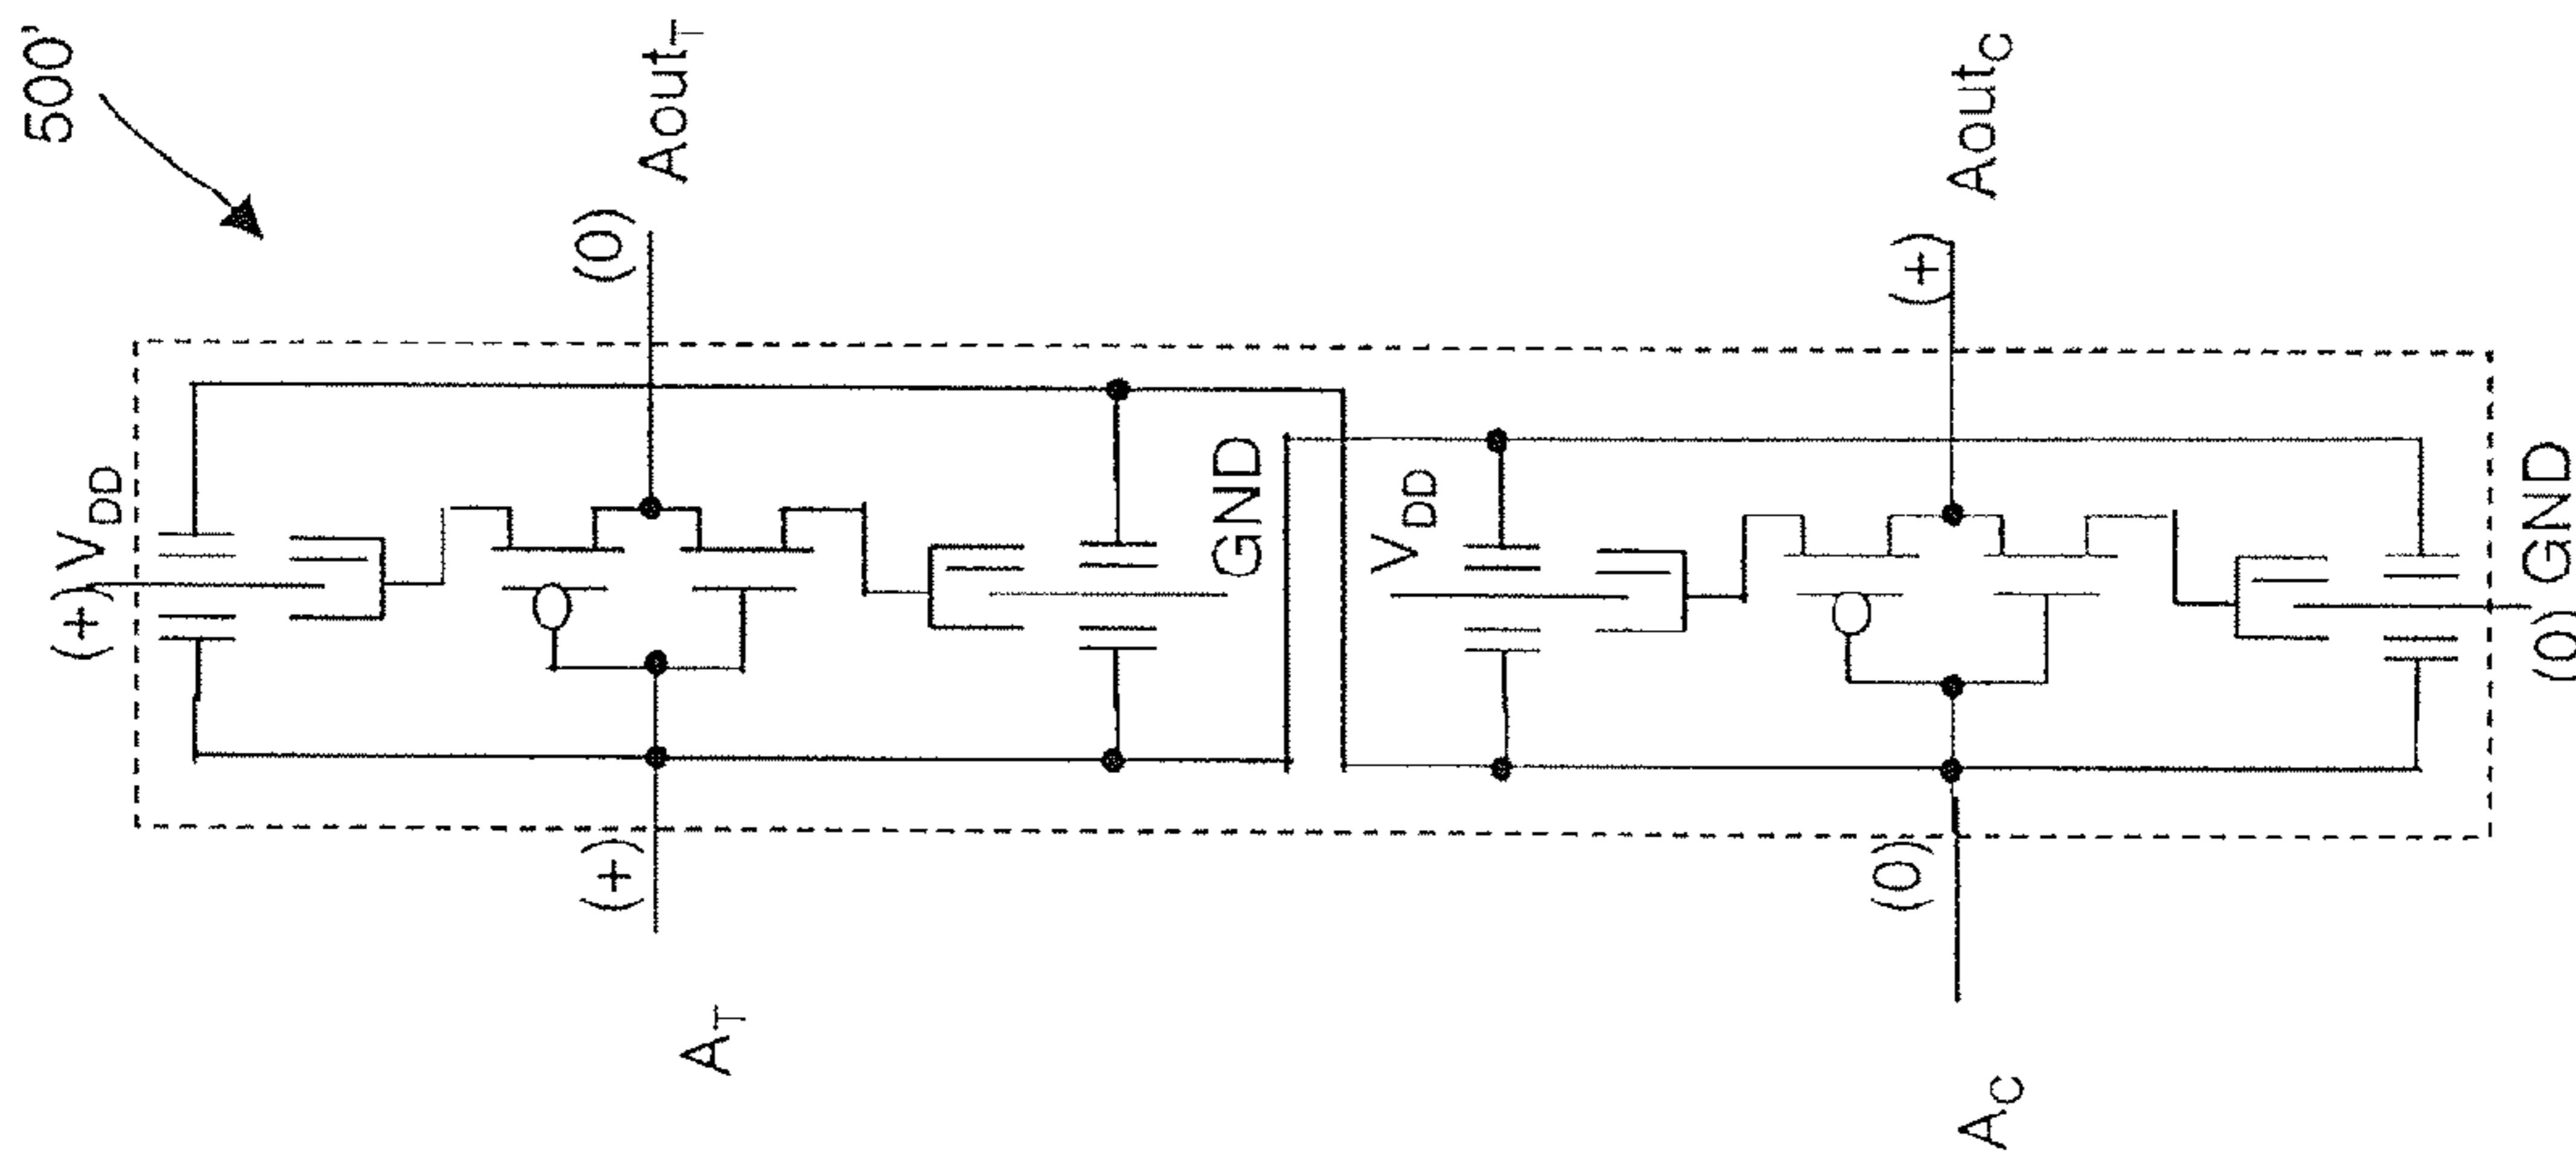 500'
(+) V_DD
(0)
Aout_T
(+)
A_T
GND
V_DD
(+)
Aout_C
(0)
A_C
(0) GND